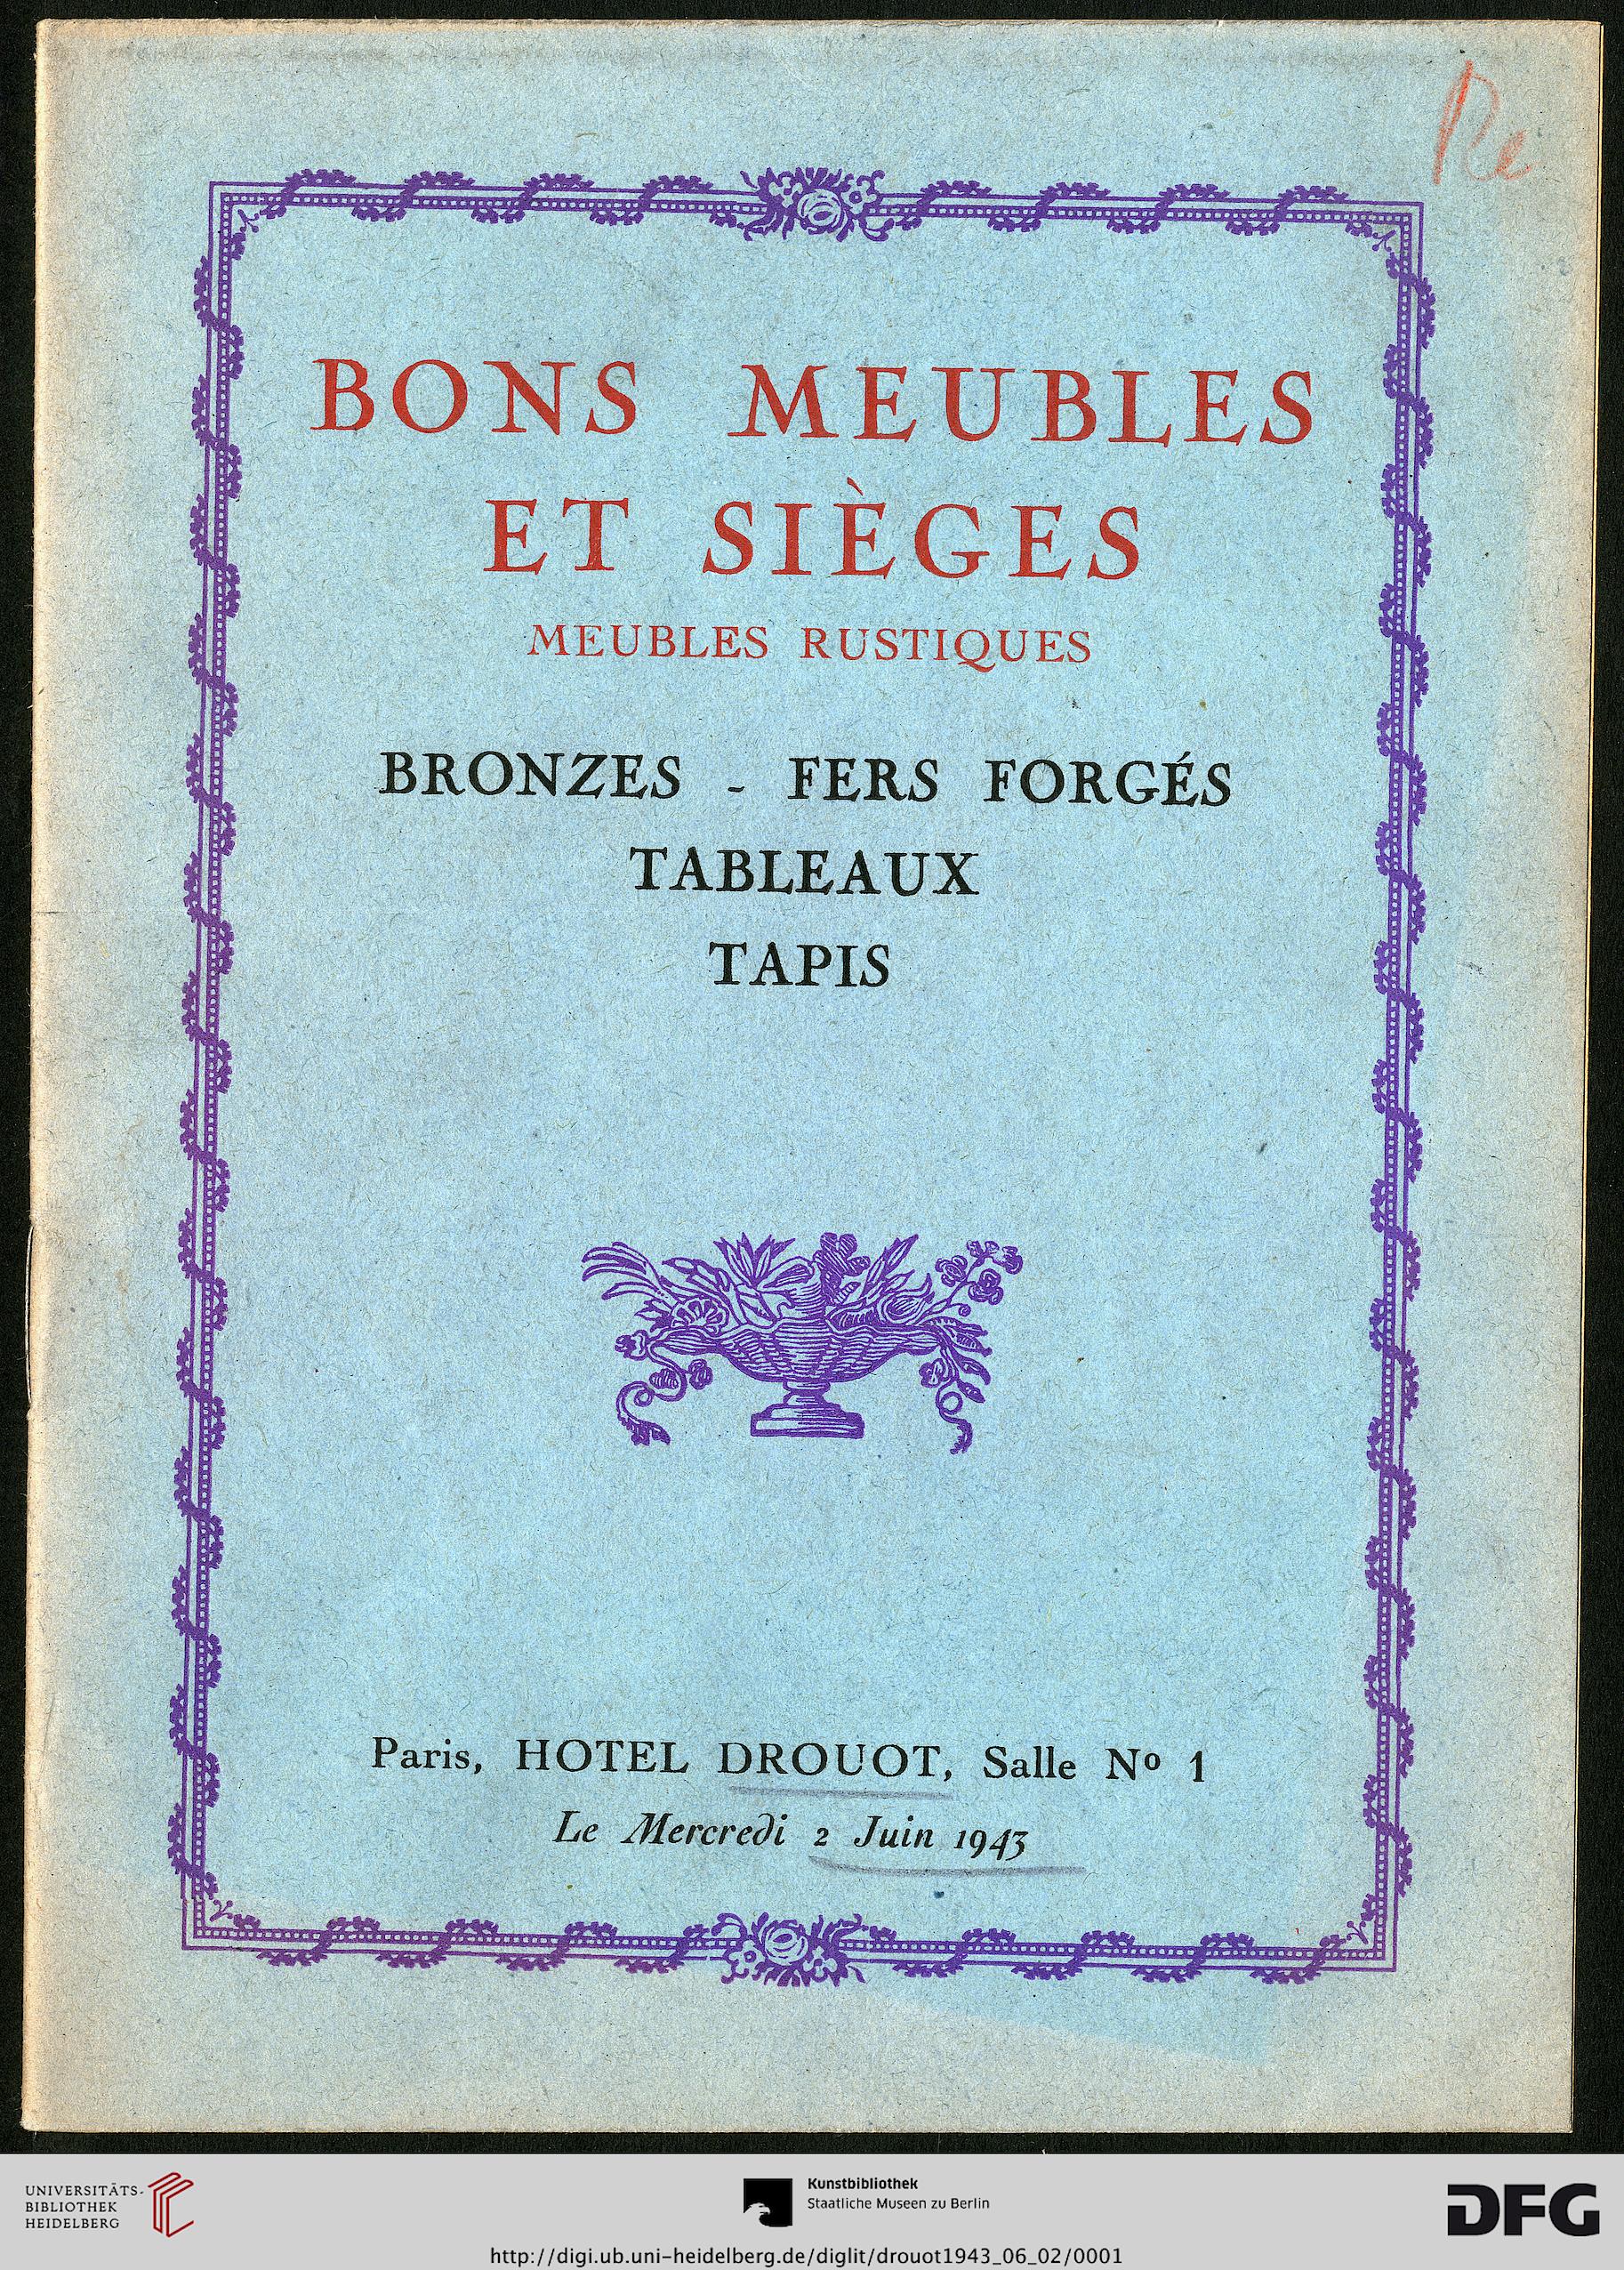 Re
BONS MEUBLES
ET SIÈGES
MEUBLES RUSTIQUES
BRONZES - FERS FORGÉS
TABLEAUX
TAPIS
Paris, HOTEL DROUOT, Salle Nº 1
Le Mercredi 2 Juin 1943
UNIVERSITÄTS-
BIBLIOTHEK
HEIDELBERG
Kunstbibliothek
Staatliche Museen zu Berlin
DFG
http://digi.ub.uni-heidelberg.de/diglit/drouot1943_06_02/0001